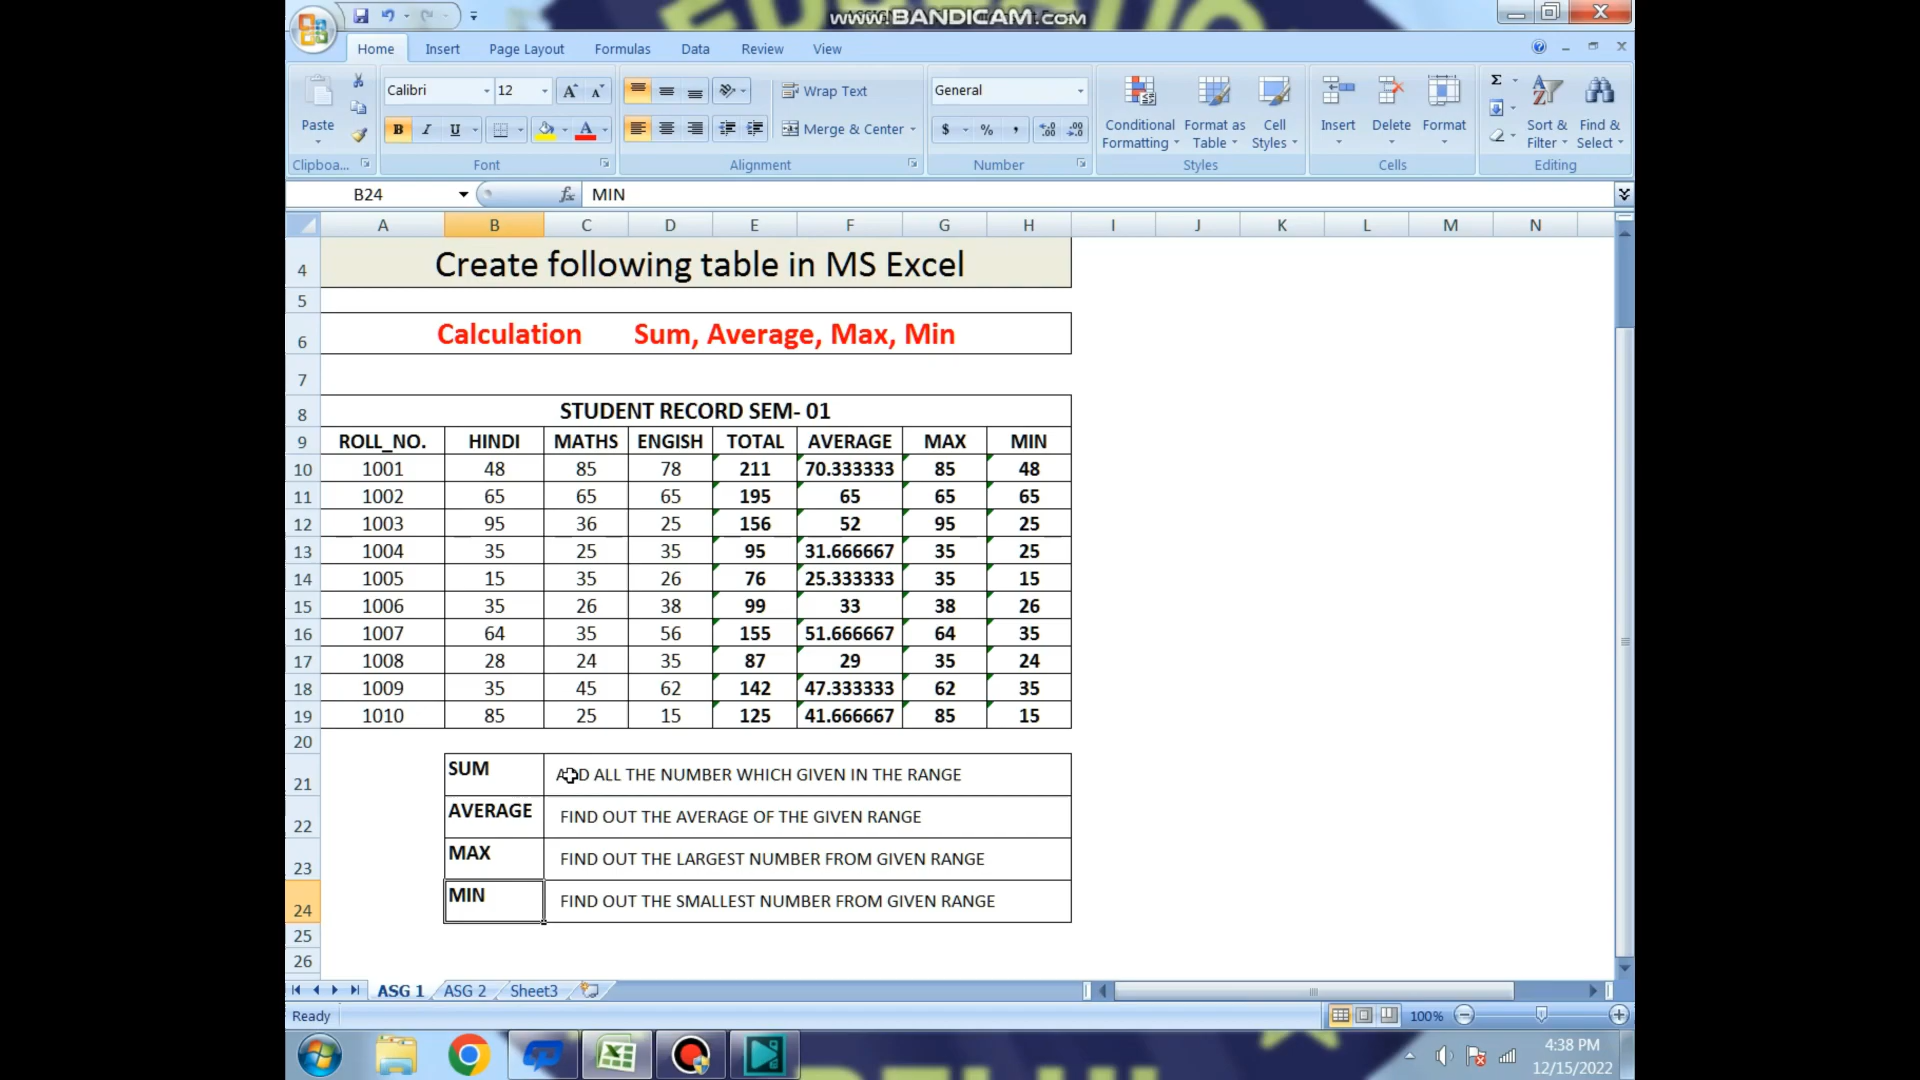 www.BANDICAM.com
Home Insert Page Layout Formulas Data Review View
Paste
Calibri 12
Wrap Text
General
Merge & Center
Conditional Formatting
Format as Table
Cell Styles
Insert Delete Format
Sort & Filter
Find & Select
Clipboa... Font Alignment Number Styles Cells Editing
B24 MIN
A B C D E F G H I J K L M N
4 Create following table in MS Excel
5
6 Calculation Sum, Average, Max, Min
7
8 STUDENT RECORD SEM- 01
9 ROLL_NO. HINDI MATHS ENGISH TOTAL AVERAGE MAX MIN
10 1001 48 85 78 211 70.333333 85 48
11 1002 65 65 65 195 65 65 65
12 1003 95 36 25 156 52 95 25
13 1004 35 25 35 95 31.666667 35 25
14 1005 15 35 26 76 25.333333 35 15
15 1006 35 26 38 99 33 38 26
16 1007 64 35 56 155 51.666667 64 35
17 1008 28 24 35 87 29 35 24
18 1009 35 45 62 142 47.333333 62 35
19 1010 85 25 15 125 41.666667 85 15
20
21 SUM ADD ALL THE NUMBER WHICH GIVEN IN THE RANGE
22 AVERAGE FIND OUT THE AVERAGE OF THE GIVEN RANGE
23 MAX FIND OUT THE LARGEST NUMBER FROM GIVEN RANGE
24 MIN FIND OUT THE SMALLEST NUMBER FROM GIVEN RANGE
25
26
ASG 1 ASG 2 Sheet3
Ready 100%
4:38 PM
12/15/2022